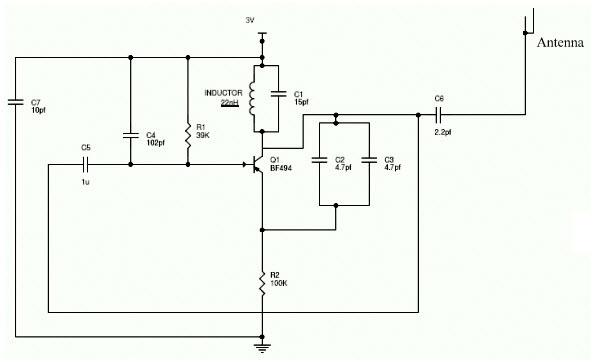 3V
Antenna
C7
10pf
INDUCTOR
22nH
C1
15pf
C6
2.2pf
C4
102pf
R1
39K
C5
1u
Q1
BF494
C2
4.7pf
C3
4.7pf
R2
100K